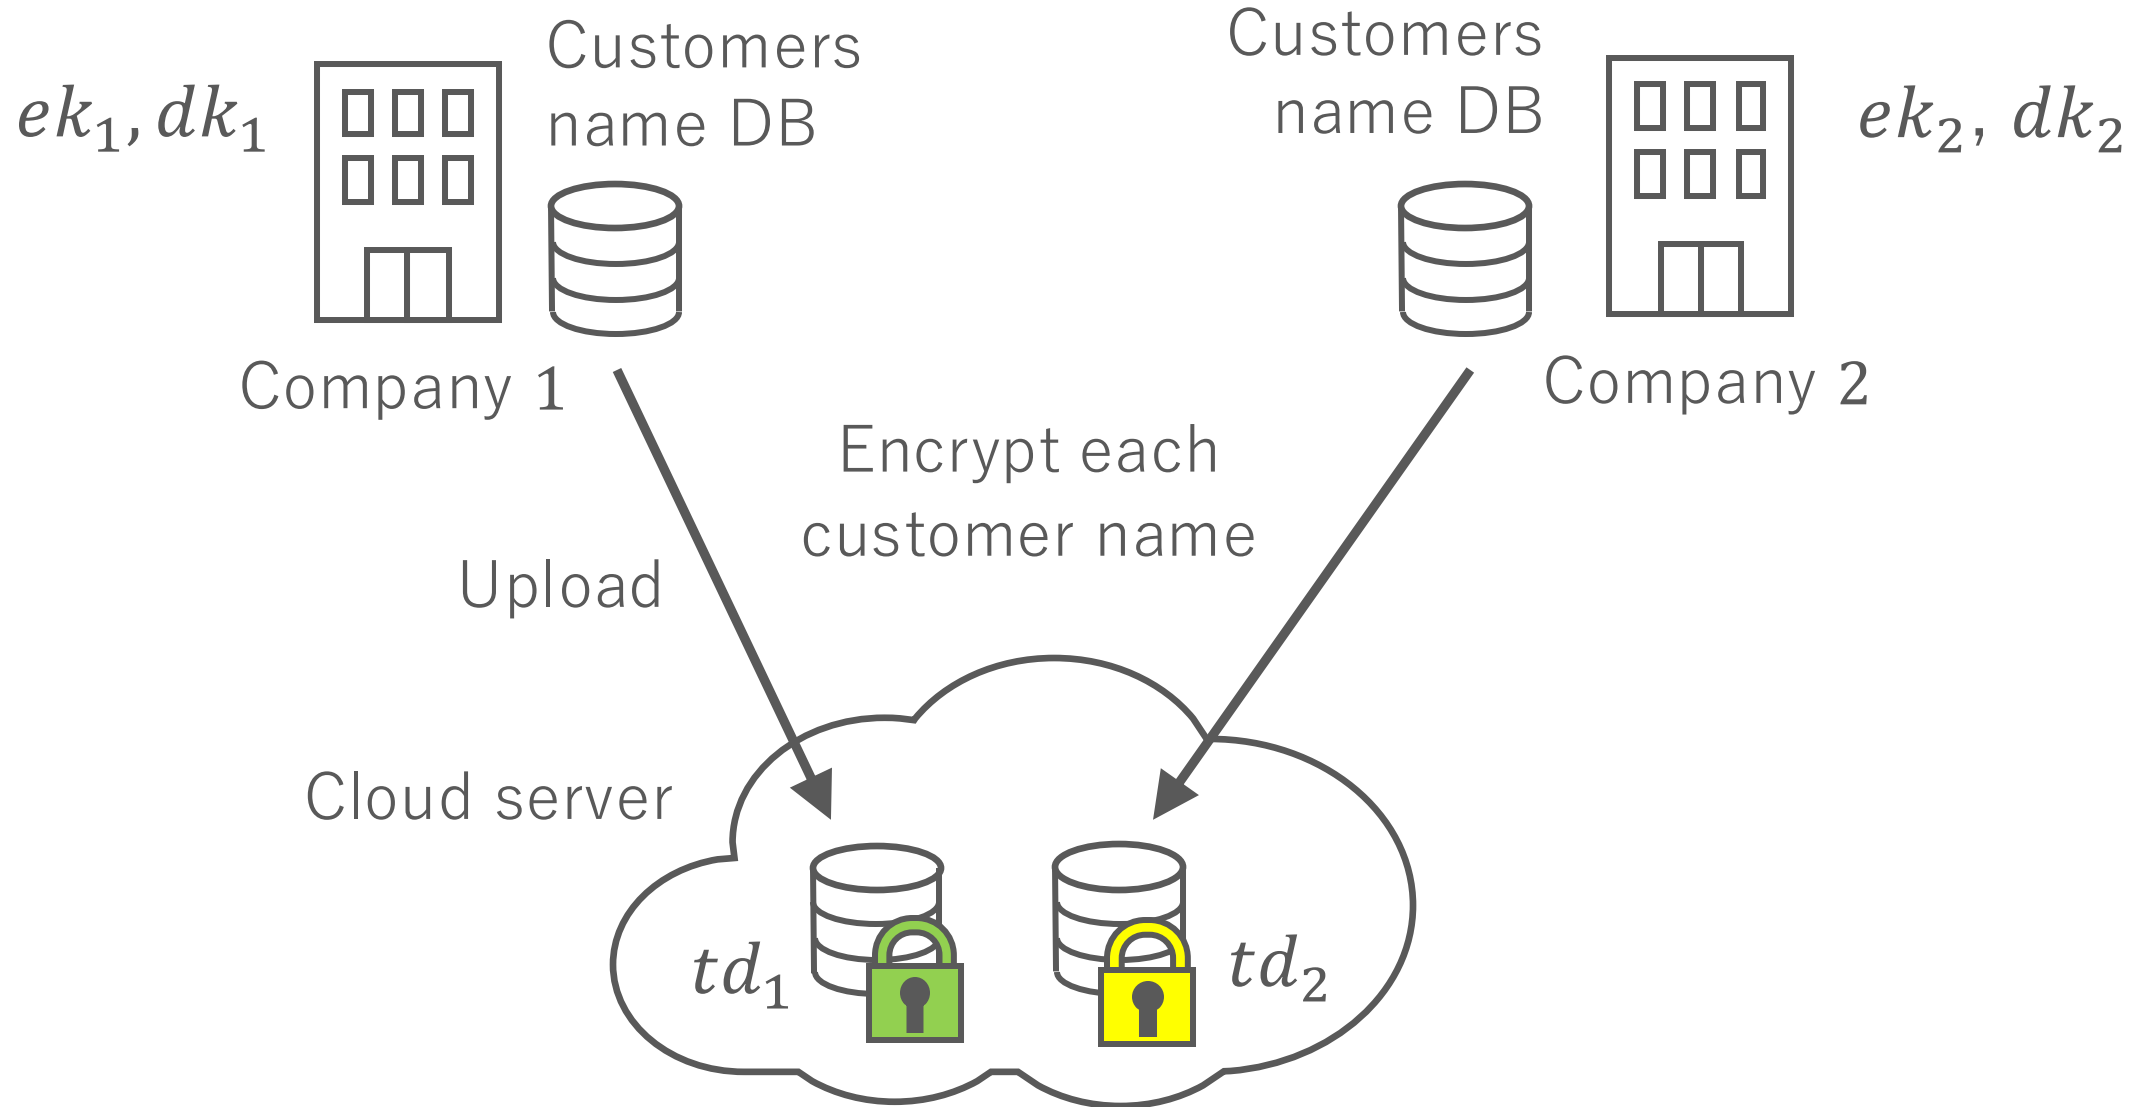 Customers
name DB
ek₁, dk₁
Company 1
Customers
name DB
ek₂, dk₂
Company 2
Encrypt each
customer name
Upload
Cloud server
td₁
td₂